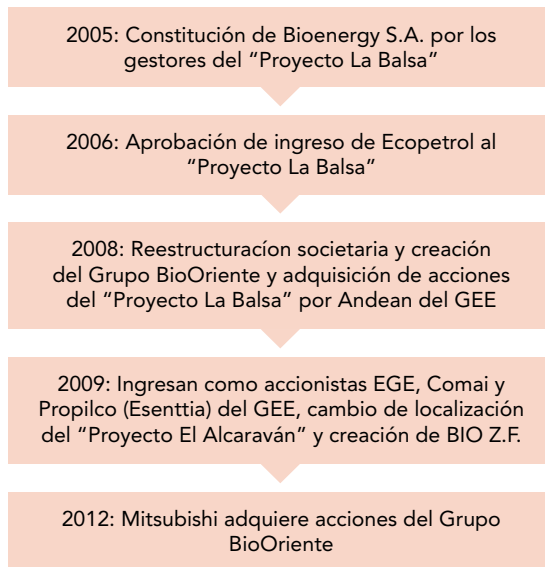 2005: Constitución de Bioenergy S.A. por los
gestores del “Proyecto La Balsa”
2006: Aprobación de ingreso de Ecopetrol al
“Proyecto La Balsa”
2008: Reestructuracíon societaria y creación
del Grupo BioOriente y adquisición de acciones
del “Proyecto La Balsa” por Andean del GEE
2009: Ingresan como accionistas EGE, Comai y
Propilco (Esenttia) del GEE, cambio de localización
del “Proyecto El Alcaraván” y creación de BIO Z.F.
2012: Mitsubishi adquiere acciones del Grupo
BioOriente